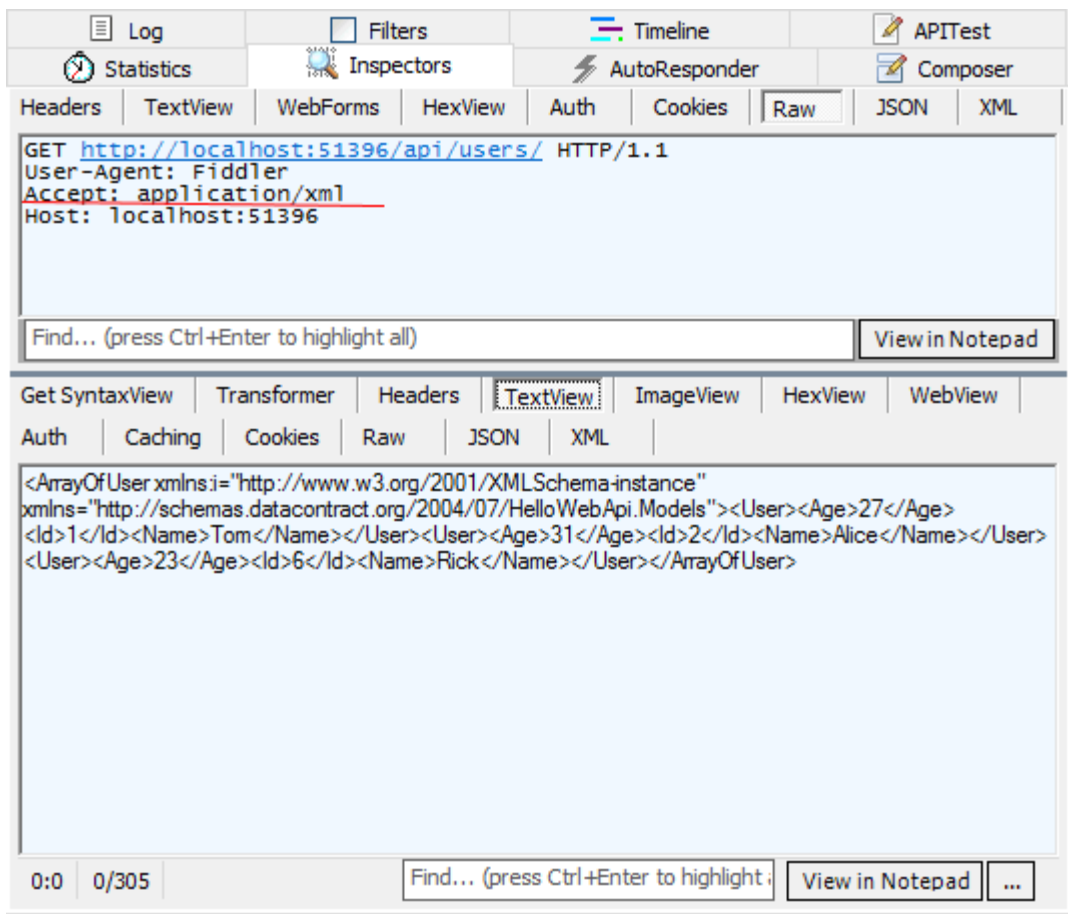 Log Filters Timeline APITest
Statistics Inspectors AutoResponder Composer
Headers TextView WebForms HexView Auth Cookies Raw JSON XML
GET http://localhost:51396/api/users/ HTTP/1.1
User-Agent: Fiddler
Accept: application/xml
Host: localhost:51396
Find... (press Ctrl+Enter to highlight all) View in Notepad
Get SyntaxView Transformer Headers TextView ImageView HexView WebView
Auth Caching Cookies Raw JSON XML
<ArrayOfUser xmlns:i="http://www.w3.org/2001/XMLSchema-instance"
xmlns="http://schemas.datacontract.org/2004/07/HelloWebApi.Models"><User><Age>27</Age>
<Id>1</Id><Name>Tom</Name></User><User><Age>31</Age><Id>2</Id><Name>Alice</Name></User>
<User><Age>23</Age><Id>6</Id><Name>Rick</Name></User></ArrayOfUser>
0:0 0/305 Find... (press Ctrl+Enter to highlight View in Notepad ...